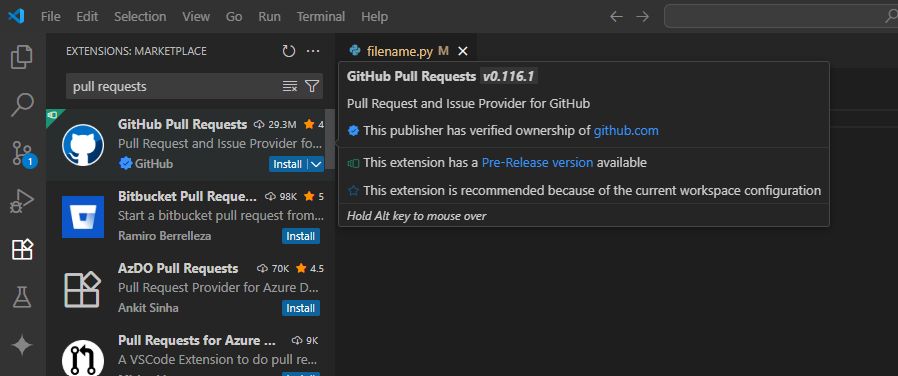 File Edit Selection View Go Run Terminal Help
EXTENSIONS: MARKETPLACE
filename.py M
pull requests
GitHub Pull Requests 29.3M 4
Pull Request and Issue Provider fo...
GitHub Install
1
Bitbucket Pull Reque... 98K 5
Start a bitbucket pull request from...
Ramiro Berrelleza Install
AzDO Pull Requests 70K 4.5
Pull Request Provider for Azure D...
Ankit Sinha Install
Pull Requests for Azure ... 9K
A VSCode Extension to do pull re...
Install
GitHub Pull Requests v0.116.1
Pull Request and Issue Provider for GitHub
This publisher has verified ownership of github.com
This extension has a Pre-Release version available
This extension is recommended because of the current workspace configuration
Hold Alt key to mouse over